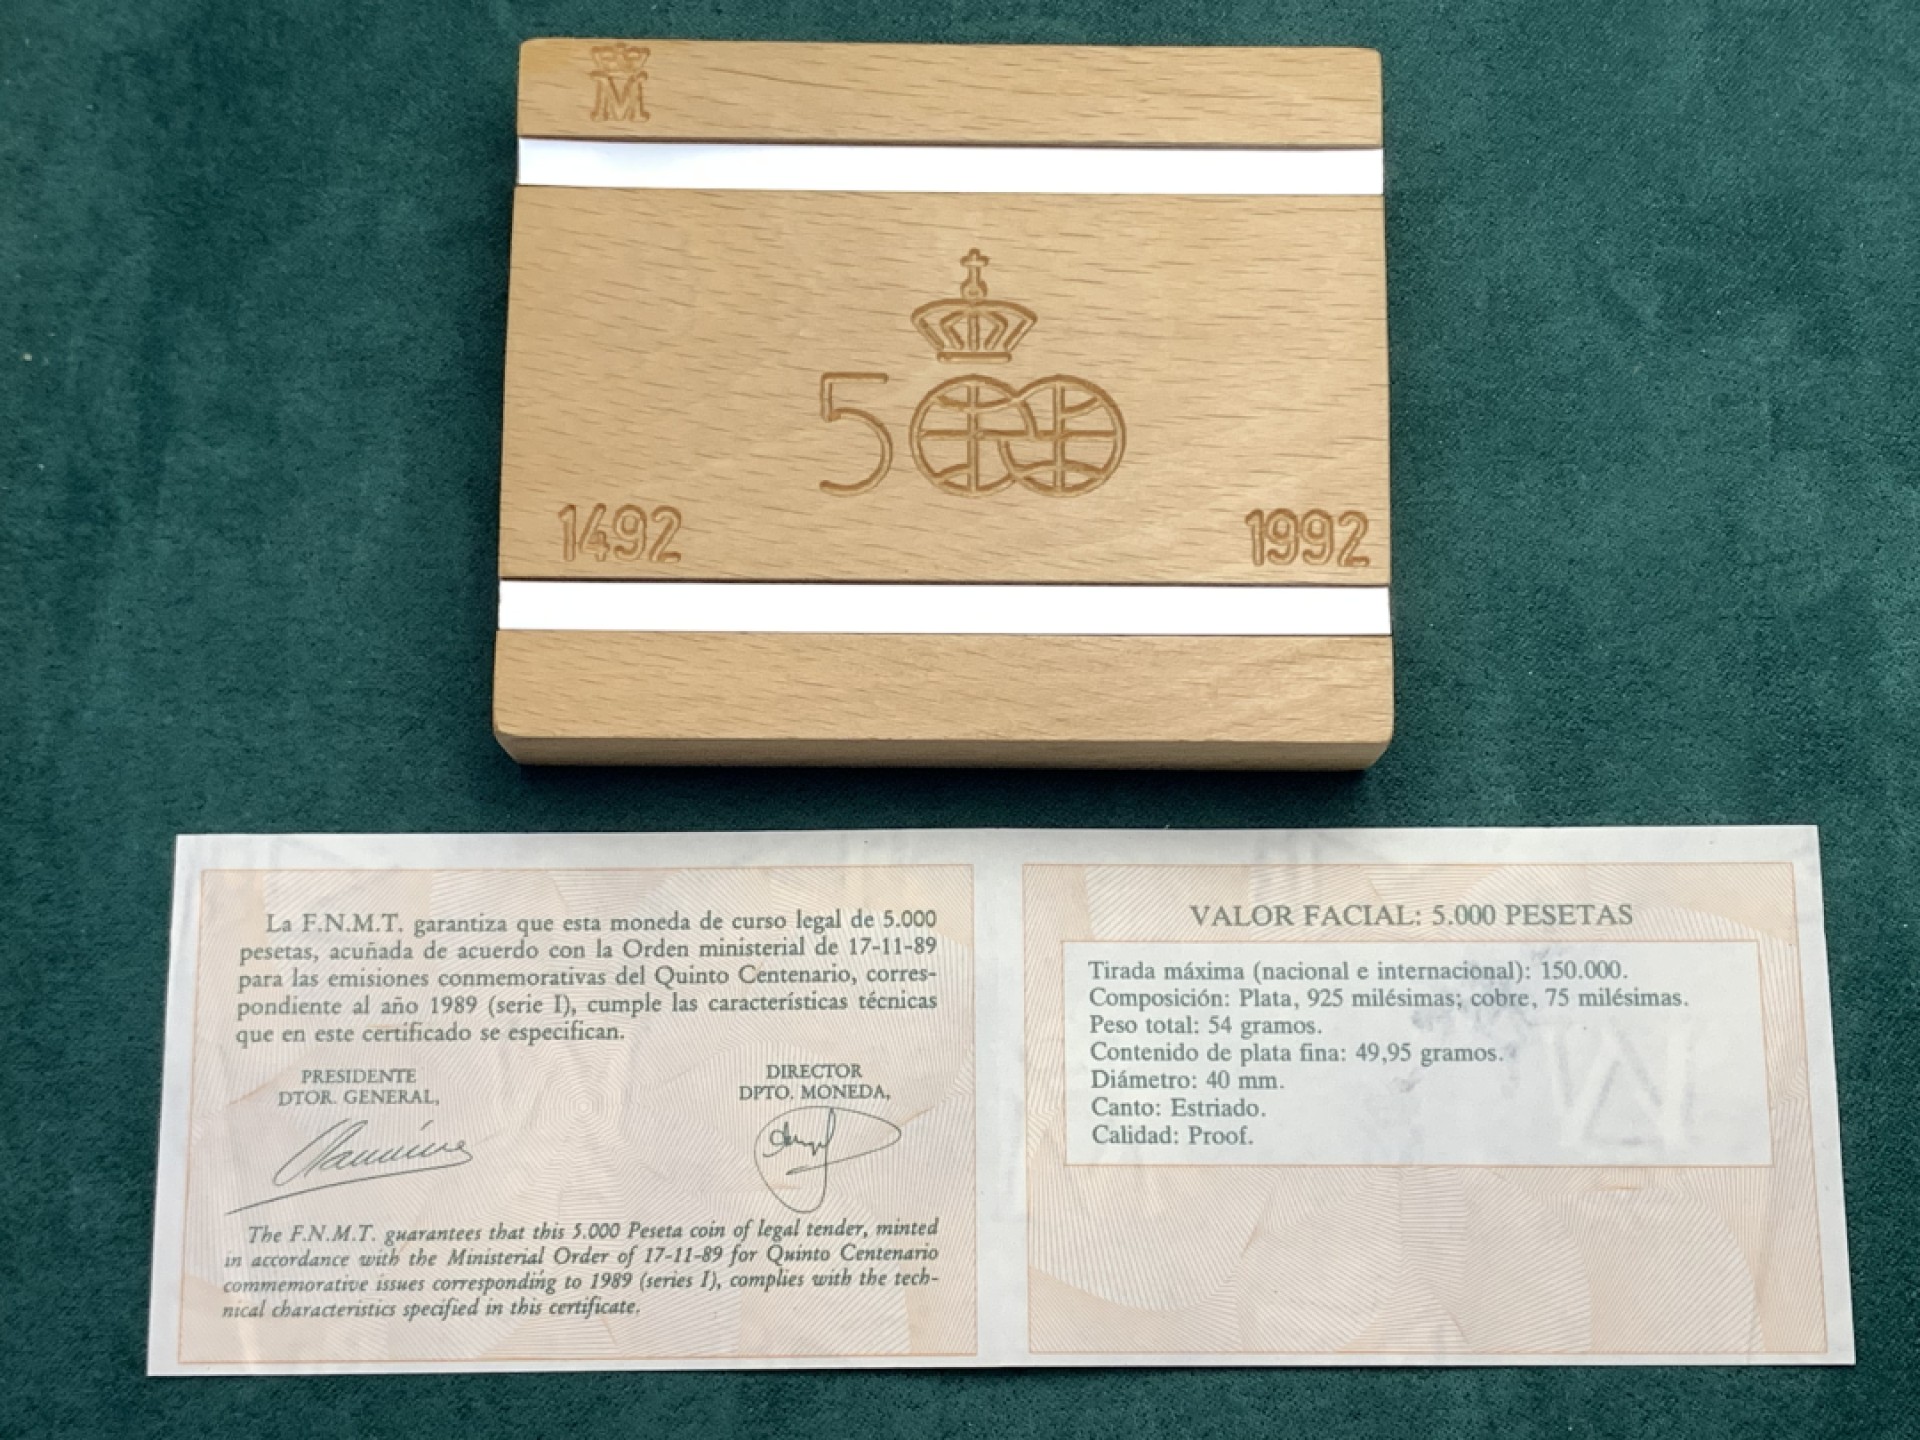 M
500
1492 1992
La F.N.M.T. garantiza que esta moneda de curso legal de 5.000
pesetas, acuñada de acuerdo con la Orden ministerial de 17-11-89
para las emisiones conmemorativas del Quinto Centenario, corres-
pondiente al año 1989 (serie I), cumple las características técnicas
que en este certificado se especifican.
PRESIDENTE
DTOR. GENERAL,
DIRECTOR
DPTO. MONEDA,
The F.N.M.T. guarantees that this 5.000 Peseta coin of legal tender, minted
in accordance with the Ministerial Order of 17-11-89 for Quinto Centenario
commemorative issues corresponding to 1989 (series I), complies with the tech-
nical characteristics specified in this certificate.
VALOR FACIAL: 5.000 PESETAS
Tirada máxima (nacional e internacional): 150.000.
Composición: Plata, 925 milésimas; cobre, 75 milésimas.
Peso total: 54 gramos.
Contenido de plata fina: 49,95 gramos.
Diámetro: 40 mm.
Canto: Estriado.
Calidad: Proof.